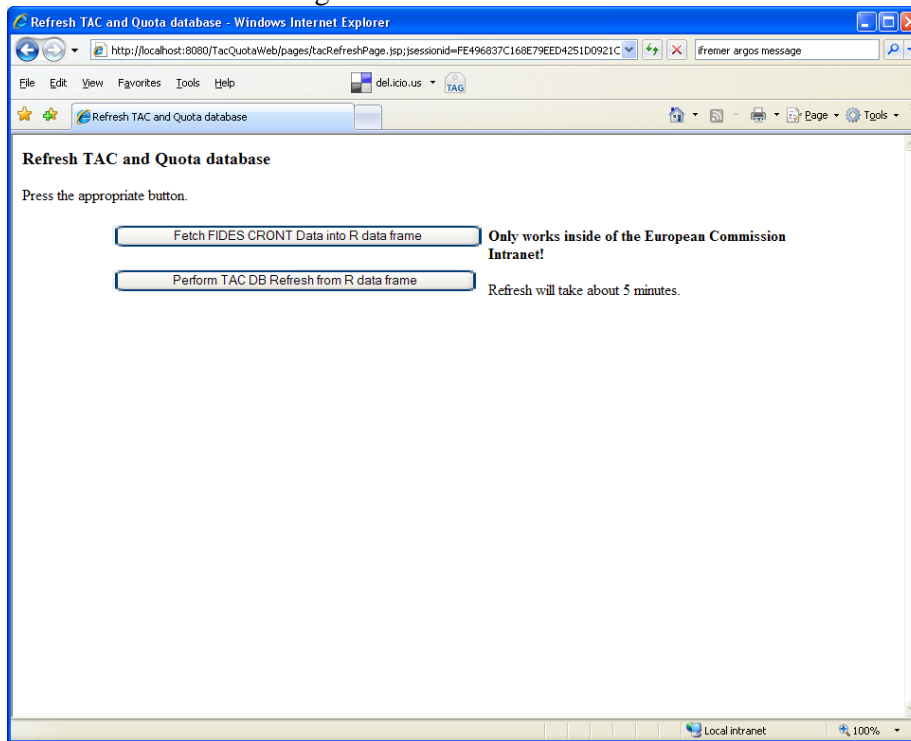 Refresh TAC and Quota database - Windows Internet Explorer
http://localhost:8080/TacQuotaWeb/pages/tacRefreshPage.jsp;jsessionid=FE496837C168E79EED4251D0921C
ifremer argos message
File Edit View Favorites Tools Help
del.icio.us
TAG
Refresh TAC and Quota database
Page
Tools
Refresh TAC and Quota database
Press the appropriate button.
Fetch FIDES CRONT Data into R data frame
Only works inside of the European Commission
Intranet!
Perform TAC DB Refresh from R data frame
Refresh will take about 5 minutes.
Local intranet
100%